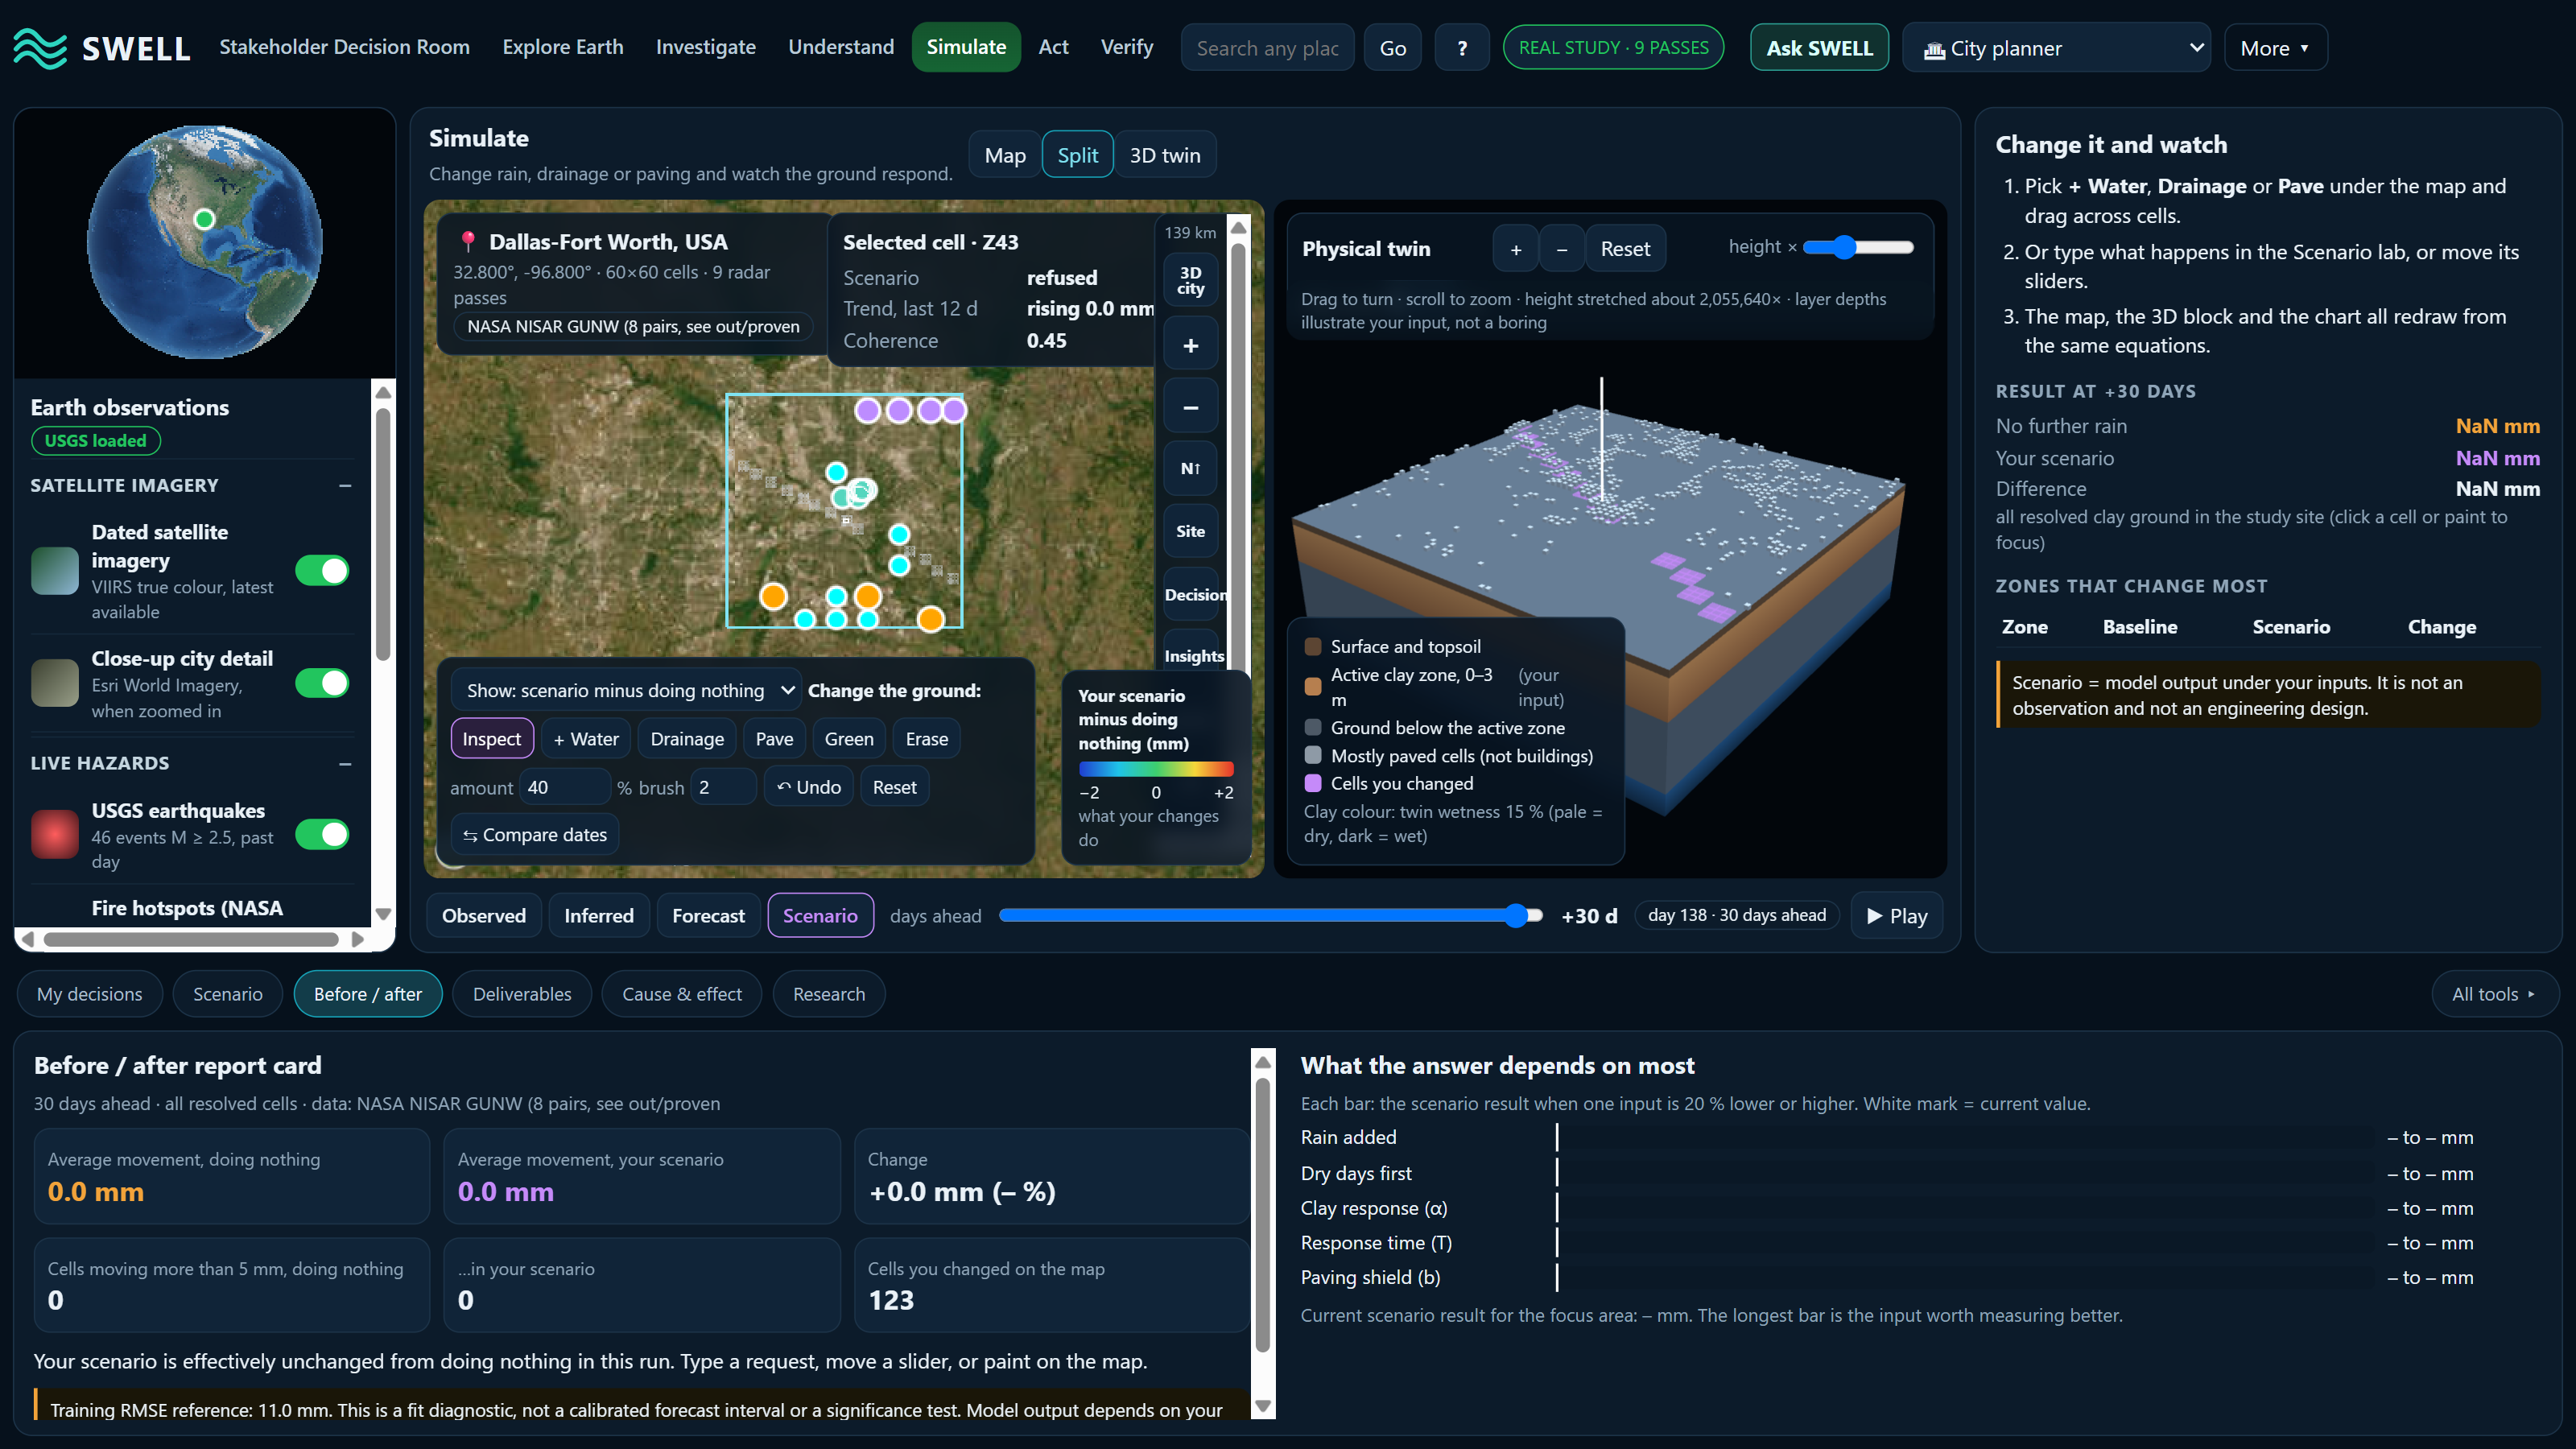 SWELL
Stakeholder Decision Room
Explore Earth
Investigate
Understand
Simulate
Act
Verify
Search any plac
Go
?
REAL STUDY · 9 PASSES
Ask SWELL
City planner
More ▼
Earth observations
USGS loaded
SATELLITE IMAGERY –
Dated satellite
imagery
VIIRS true colour, latest
available
Close-up city detail
Esri World Imagery,
when zoomed in
LIVE HAZARDS –
USGS earthquakes
46 events M ≥ 2.5, past
day
Fire hotspots (NASA
Simulate
Change rain, drainage or paving and watch the ground respond.
Map
Split
3D twin
Dallas-Fort Worth, USA
32.800°, -96.800° · 60×60 cells · 9 radar
passes
NASA NISAR GUNW (8 pairs, see out/proven
Selected cell · Z43
Scenario refused
Trend, last 12 d rising 0.0 mm
Coherence 0.45
139 km
3D
city
+
−
N↑
Site
Decision
Insights
Show: scenario minus doing nothing
Change the ground:
Inspect
+ Water
Drainage
Pave
Green
Erase
amount 40 % brush 2
↶ Undo
Reset
⇆ Compare dates
Your scenario
minus doing
nothing (mm)
−2 0 +2
what your changes
do
Physical twin
+
−
Reset
height ×
Drag to turn · scroll to zoom · height stretched about 2,055,640× · layer depths
illustrate your input, not a boring
Surface and topsoil
Active clay zone, 0–3
m
(your
input)
Ground below the active zone
Mostly paved cells (not buildings)
Cells you changed
Clay colour: twin wetness 15 % (pale =
dry, dark = wet)
Observed
Inferred
Forecast
Scenario
days ahead
+30 d
day 138 · 30 days ahead
▶ Play
Change it and watch
1. Pick + Water, Drainage or Pave under the map and
drag across cells.
2. Or type what happens in the Scenario lab, or move its
sliders.
3. The map, the 3D block and the chart all redraw from
the same equations.
RESULT AT +30 DAYS
No further rain NaN mm
Your scenario NaN mm
Difference NaN mm
all resolved clay ground in the study site (click a cell or paint to
focus)
ZONES THAT CHANGE MOST
Zone Baseline Scenario Change
Scenario = model output under your inputs. It is not an
observation and not an engineering design.
My decisions
Scenario
Before / after
Deliverables
Cause & effect
Research
All tools ▸
Before / after report card
30 days ahead · all resolved cells · data: NASA NISAR GUNW (8 pairs, see out/proven
Average movement, doing nothing
0.0 mm
Average movement, your scenario
0.0 mm
Change
+0.0 mm (– %)
Cells moving more than 5 mm, doing nothing
0
...in your scenario
0
Cells you changed on the map
123
Your scenario is effectively unchanged from doing nothing in this run. Type a request, move a slider, or paint on the map.
Training RMSE reference: 11.0 mm. This is a fit diagnostic, not a calibrated forecast interval or a significance test. Model output depends on your
What the answer depends on most
Each bar: the scenario result when one input is 20 % lower or higher. White mark = current value.
Rain added – to – mm
Dry days first – to – mm
Clay response (α) – to – mm
Response time (T) – to – mm
Paving shield (b) – to – mm
Current scenario result for the focus area: – mm. The longest bar is the input worth measuring better.